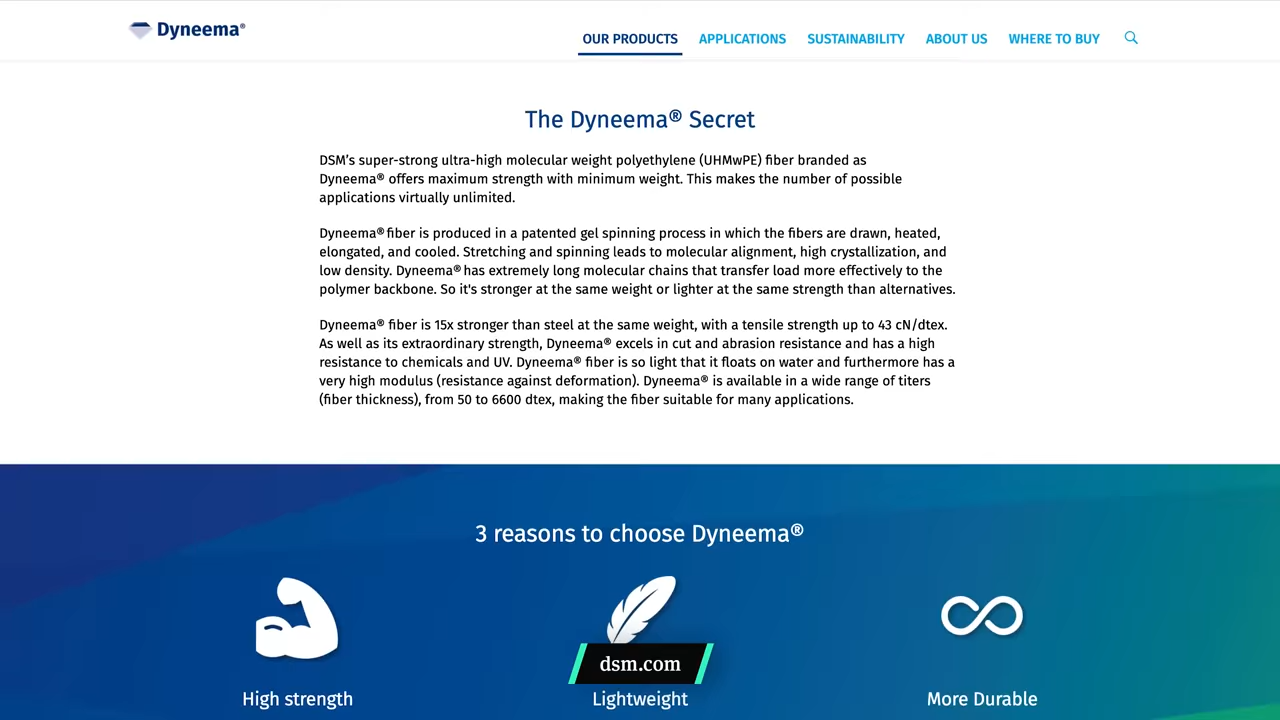 Dyneema®
OUR PRODUCTS
APPLICATIONS
SUSTAINABILITY
ABOUT US
WHERE TO BUY
The Dyneema® Secret
DSM’s super-strong ultra-high molecular weight polyethylene (UHMwPE) fiber branded as
Dyneema® offers maximum strength with minimum weight. This makes the number of possible
applications virtually unlimited.
Dyneema® fiber is produced in a patented gel spinning process in which the fibers are drawn, heated,
elongated, and cooled. Stretching and spinning leads to molecular alignment, high crystallization, and
low density. Dyneema® has extremely long molecular chains that transfer load more effectively to the
polymer backbone. So it's stronger at the same weight or lighter at the same strength than alternatives.
Dyneema® fiber is 15x stronger than steel at the same weight, with a tensile strength up to 43 cN/dtex.
As well as its extraordinary strength, Dyneema® excels in cut and abrasion resistance and has a high
resistance to chemicals and UV. Dyneema® fiber is so light that it floats on water and furthermore has a
very high modulus (resistance against deformation). Dyneema® is available in a wide range of titers
(fiber thickness), from 50 to 6600 dtex, making the fiber suitable for many applications.
3 reasons to choose Dyneema®
dsm.com
High strength
Lightweight
More Durable